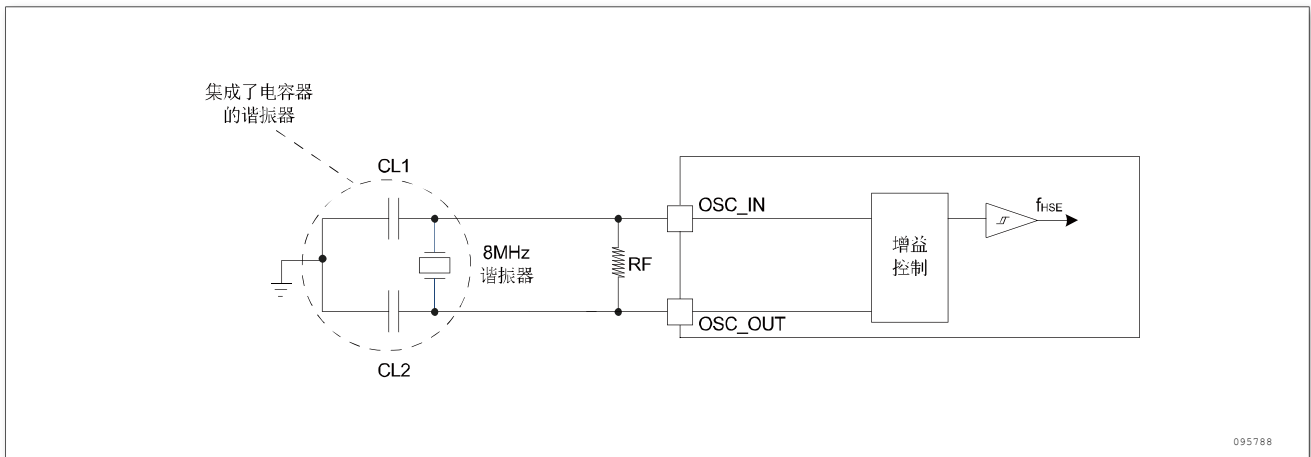 集成了电容器
的谐振器
CL1
OSC_IN
fHSE
8MHz
谐振器
RF
增益
控制
OSC_OUT
CL2
095788